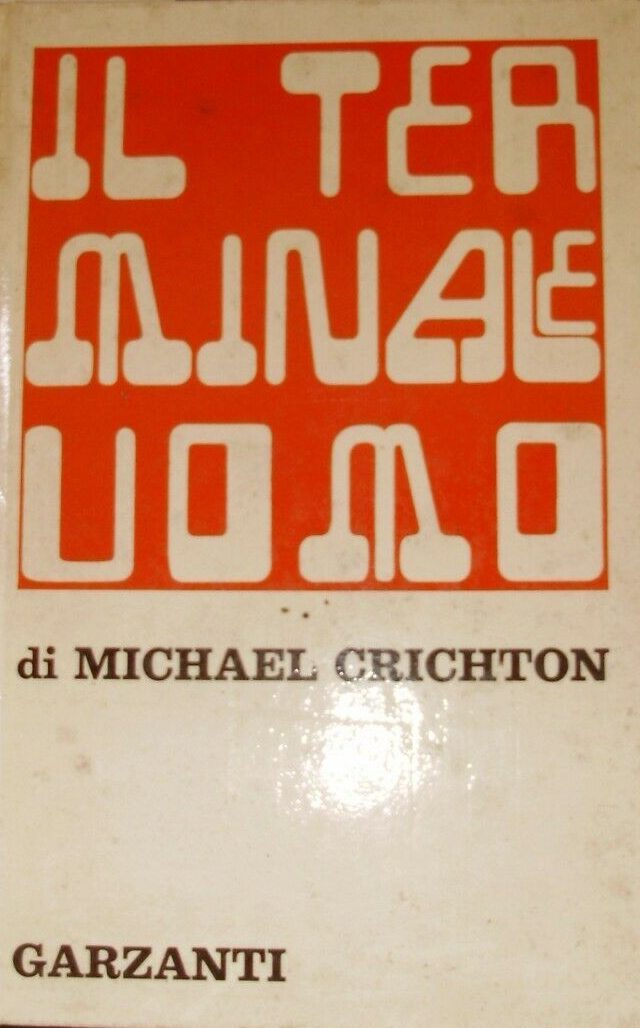 IL TER
MINALE
UOMO
di MICHAEL CRICHTON
GARZANTI